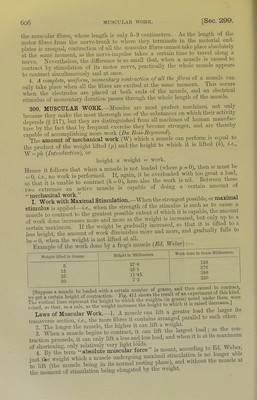 606 MUSCULAR WORK. [Sec. 299.
the muscular fibres, whose length is only 5-9 centimetres. As the length of the
motor fibres from the nerve-trunk to where they terminate in the motorial end-
plates is unequal, contraction of all the muscular fibres cannot take place absolutely
at the same moment, as the nerve-impulse takes a certain time to travel along a
nerve. Nevertheless, the difference is so small that, when a muscle is caused to
contract by stimulation of its motor nerve, practically the whole muscle appears
to contract simultaneously and at once.
4. A complete, uniform, momentary contraction of all the fibres of a muscle can
only take place when all the fibres are excited at the same moment. This occurs
when the electrodes are placed at both ends of the muscle, and an electrical
stimulus of momentary duration passes through the whole length of the muscle.
300. MUSCULAR WORK.—Muscles are most perfect machines, not only
because they make the most thorough use of the substances on which their activity
depends (§ 217), but they are distinguished from all machines of human manufac-
ture by the fact that by frequent exercise they become stronger, and are thereby
capable of accomplishing more work (Du Bois-Reymond).
The amount of mechanical work (W) which a muscle can perform is equal to
the product of the weight lifted (p) and the height to which it is lifted (h), i.e.,
W = ph (Introduction), or
height × weight = work.
Hence it follows that when a muscle is not loaded (where p = 0), then w must be
= 0, i.e., no work is performed. If, again, it be overloaded with too great a load,
so that it is unable to contract (h = 0), here also the work is nil. Between these
two extremes an active muscle is capable of doing a certain amount of
"mechanical work."
I. Work with Maximal Stimulation.—When the strongest possible, or maximal
stimulus is applied—i.e., when the strength of the stimulus is such as to cause a
muscle to contract to the greatest possible extent of which it is capable, the amount
of work done increases more and more as the weight is increased, but only up to a
certain maximum. If the weight be gradually increased, so that it is lifted to a
less height, the amount of work diminishes more and more, and gradually falls to
be = 0, when the weight is not lifted at all.
Example of the work done by a frog's muscle (Ed. Weber):—
Weight lifted in Grams. Height in Millimètres. Work done in Gram-Millimètres.
5 27·6 138
15 25·1 376
25 11·45 286
30 7·3 220
[Suppose a muscle to be loaded with a certain number of grams, and then caused to contract,
we get a certain height of contraction. Fig. 411 shows the result of an experiment of this kind.
The vertical lines represent the height to which the weights (in grams) noted under them were
raised, so that, as a rule, as the weight increases the height to which it is raised decreases.]
Laws of Muscular Work.—1. A muscle can lift a greater load the larger its
transverse section, i.e., the more fibres it contains arranged parallel to each other.
2. The longer the muscle, the higher it can lift a weight.
3. When a muscle begins to contract, it can lift the largest load; as the con-
traction proceeds, it can only lift a less and less load, and when it is at its maximum
of shortening, only relatively very light loads.
4. By the term "absolute muscular force" is meant, according to Ed. Weber,
just the weight which a muscle undergoing maximal stimulation is no longer able
to lift (the muscle being in its normal resting phase), and without the muscle at
the moment of stimulation being elongated by the weight.